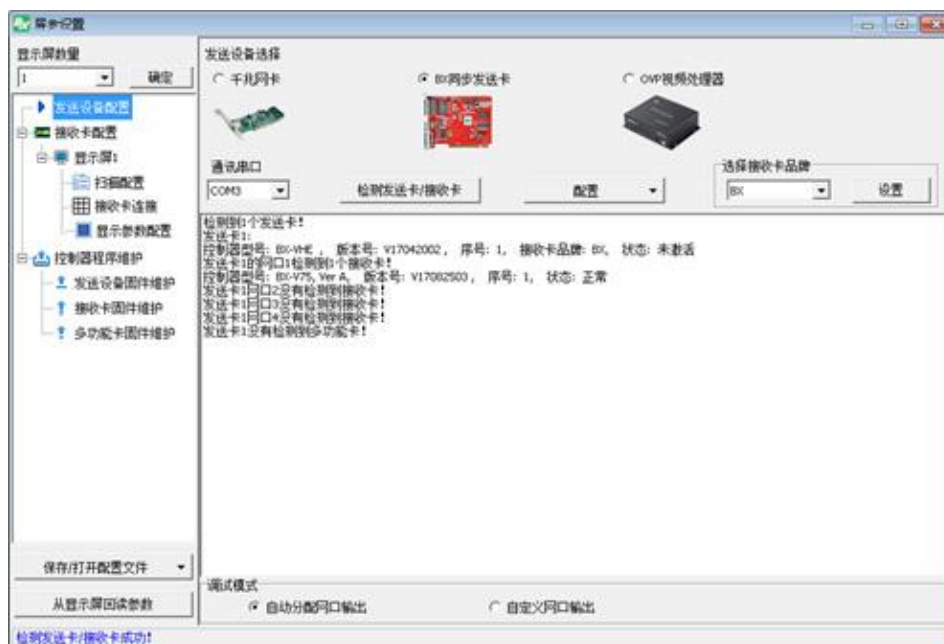 屏参设置
显示屏数量
1
确定
发送设备配置
接收卡配置
显示屏1
扫描配置
接收卡连接
显示参数配置
控制器程序维护
发送设备固件维护
接收卡固件维护
多功能卡固件维护
保存/打开配置文件
从显示屏回读参数
发送设备选择
千兆网卡
BX同步发送卡
OVP视频处理器
通讯串口
COM3
检测发送卡/接收卡
配置
选择接收卡品牌
BX
设置
检测到1个发送卡!
发送卡1:
控制器型号: BX-VHE , 版本号: V17042002, 序号: 1, 接收卡品牌: BX, 状态: 未激活
发送卡1的网口1检测到1个接收卡!
控制器型号: BX-V75, Ver A, 版本号: V17082503, 序号: 1, 状态: 正常
发送卡1网口2没有检测到接收卡!
发送卡1网口3没有检测到接收卡!
发送卡1网口4没有检测到接收卡!
发送卡1没有检测到多功能卡!
调试模式
自动分配网口输出
自定义网口输出
检测发送卡/接收卡成功!